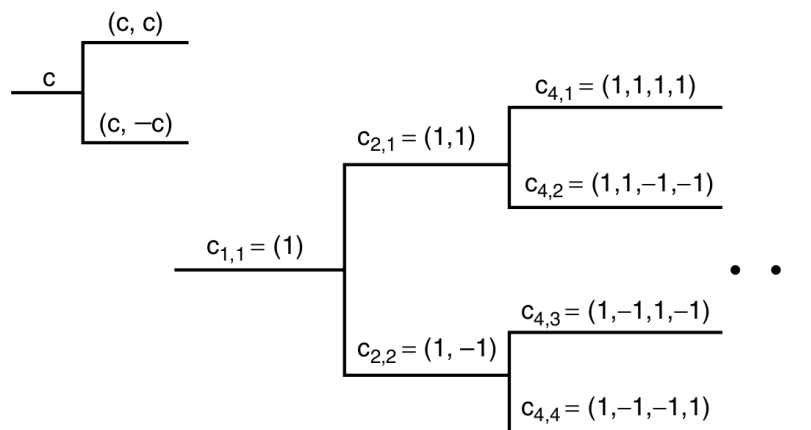 (c, c)
c
(c, −c)
c4,1 = (1,1,1,1)
c2,1 = (1,1)
c4,2 = (1,1,−1,−1)
c1,1 = (1)
c4,3 = (1,−1,1,−1)
c2,2 = (1, −1)
c4,4 = (1,−1,−1,1)